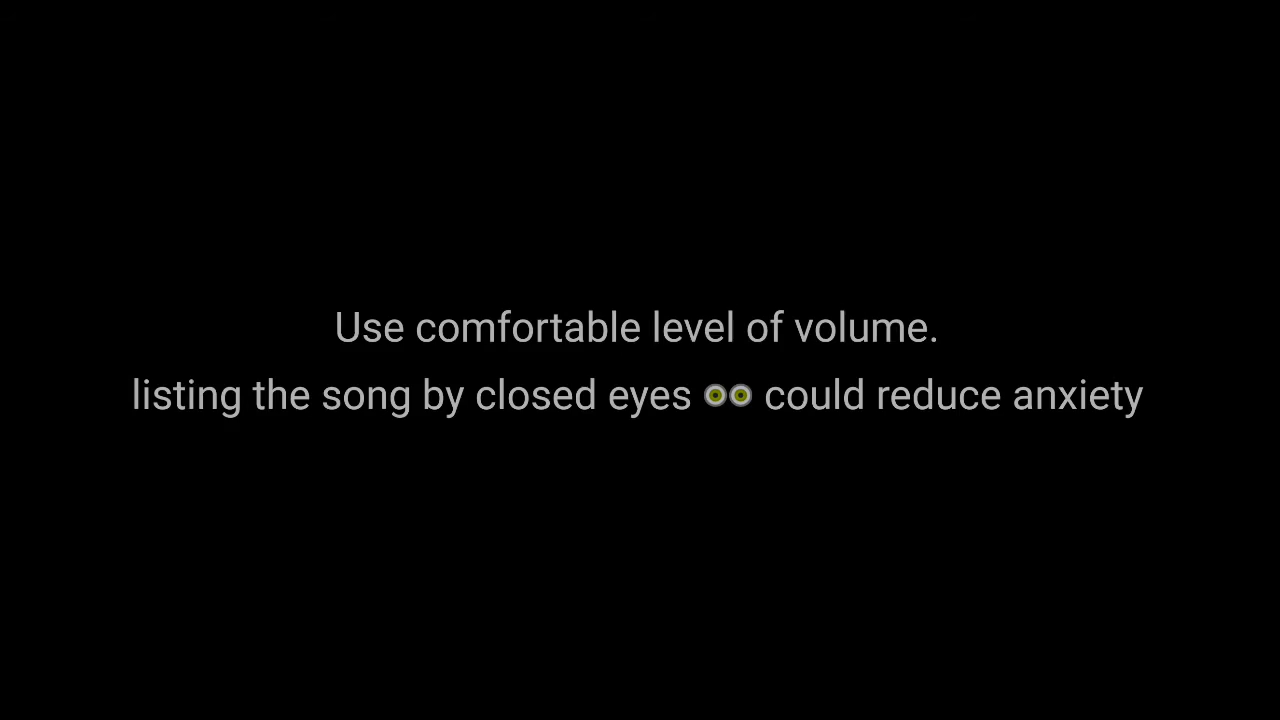 Use comfortable level of volume.
listing the song by closed eyes 👀 could reduce anxiety